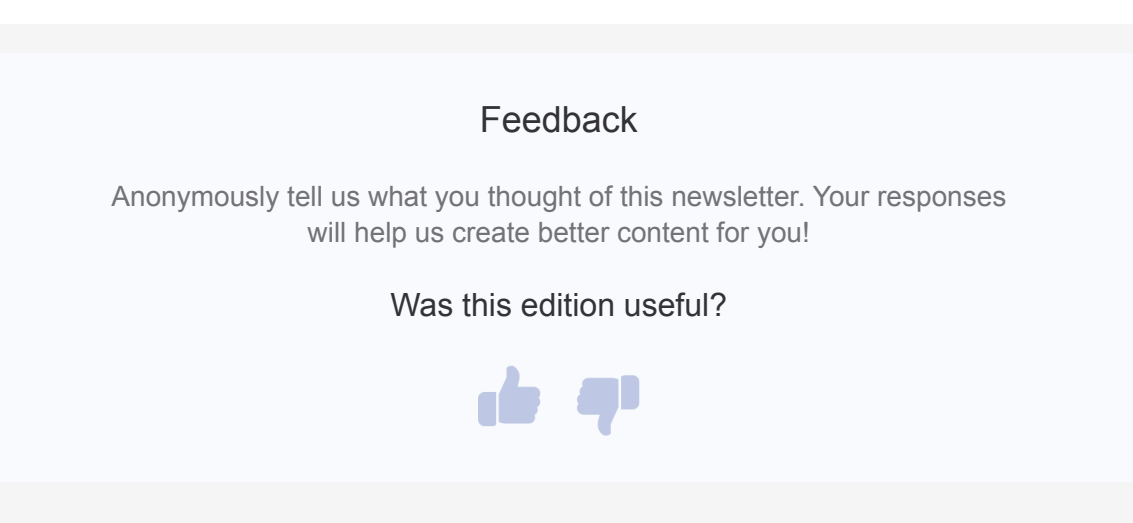 Feedback
Anonymously tell us what you thought of this newsletter. Your responses
will help us create better content for you!
Was this edition useful?